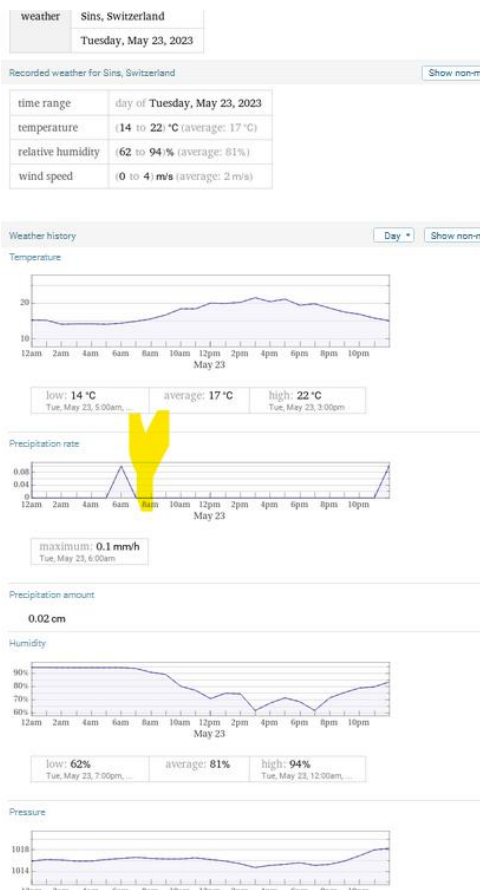 weather Sins, Switzerland
Tuesday, May 23, 2023
Recorded weather for Sins, Switzerland Show non-m
time range day of Tuesday, May 23, 2023
temperature (14 to 22) °C (average: 17 °C)
relative humidity (62 to 94)% (average: 81%)
wind speed (0 to 4) m/s (average: 2 m/s)
Weather history Day Show non-n
Temperature
20
10
12am 2am 4am 6am 8am 10am 12pm 2pm 4pm 6pm 8pm 10pm
May 23
low: 14 °C average: 17 °C high: 22 °C
Tue, May 23, 5:00am, ... Tue, May 23, 3:00pm
Precipitation rate
0.08
0.04
0
12am 2am 4am 6am 8am 10am 12pm 2pm 4pm 6pm 8pm 10pm
May 23
maximum: 0.1 mm/h
Tue, May 23, 6:00am
Precipitation amount
0.02 cm
Humidity
90%
80%
70%
60%
12am 2am 4am 6am 8am 10am 12pm 2pm 4pm 6pm 8pm 10pm
May 23
low: 62% average: 81% high: 94%
Tue, May 23, 7:00pm, ... Tue, May 23, 12:00am, ...
Pressure
1018
1014